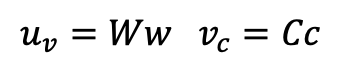 u_v = Ww v_c = Cc